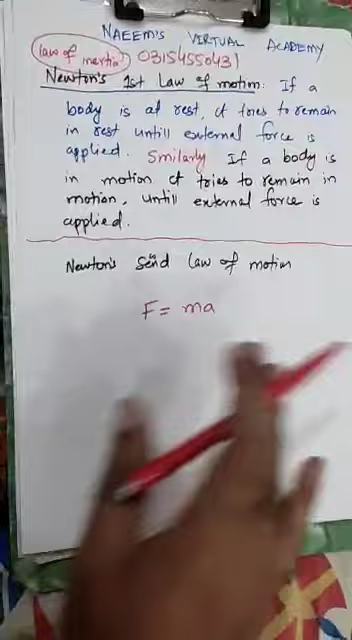 NAEEM'S VIRTUAL ACADEMY
law of inertia 03154550431
Newton's 1st Law of motion: If a
body is at rest, it tries to remain
in rest untill external force is
applied. Smilarly If a body is
in motion it tries to remain in
motion, untill external force is
applied.
Newton's Law of motion
F = ma